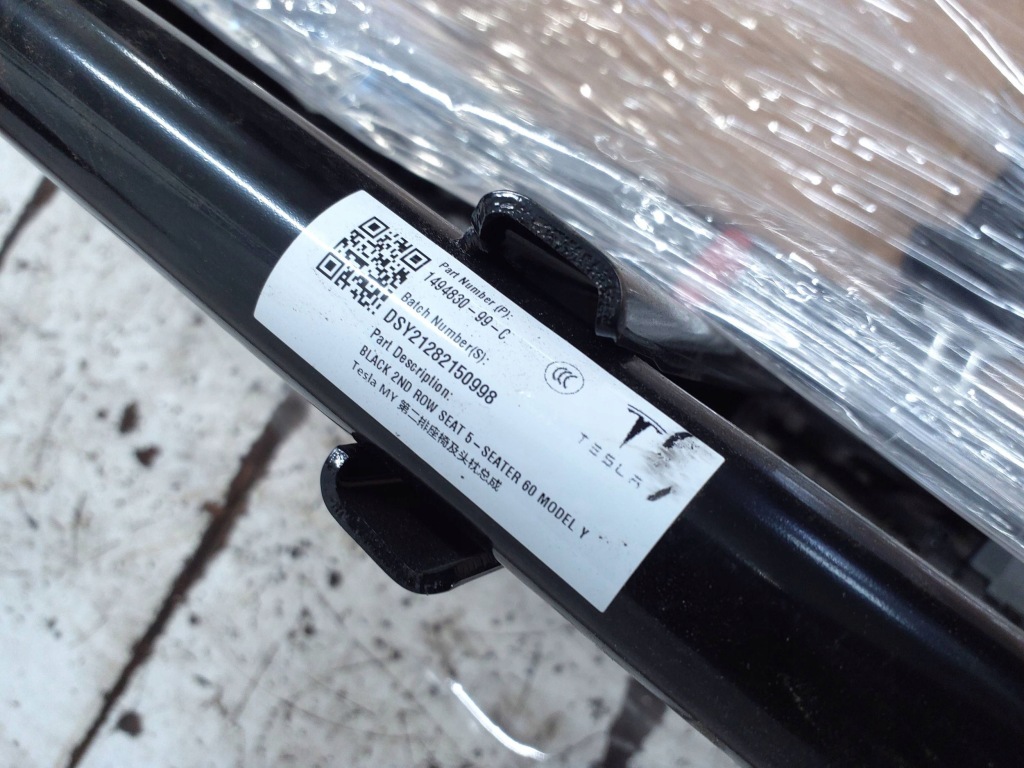 Part Number (P):
1494830-99-C
Batch Number(S):
DSY21282150998
Part Description:
BLACK 2ND ROW SEAT 5-SEATER 60 MODEL Y
Tesla MY 第二排座椅及头枕总成
CCC
TESLA